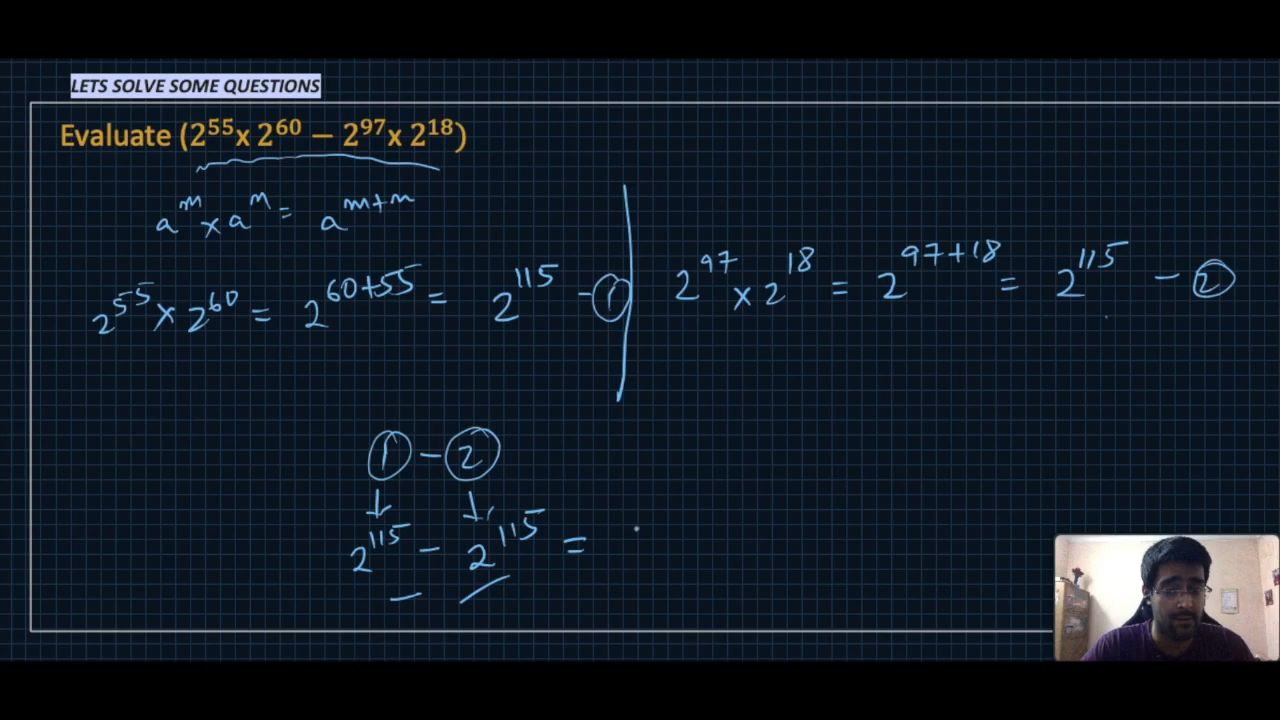 LETS SOLVE SOME QUESTIONS
Evaluate (2⁵⁵x 2⁶⁰ – 2⁹⁷x 2¹⁸)
aᵐ × aⁿ = aᵐ⁺ⁿ
2⁵⁵ × 2⁶⁰ = 2⁶⁰⁺⁵⁵ = 2¹¹⁵ – ①
2⁹⁷ × 2¹⁸ = 2⁹⁷⁺¹⁸ = 2¹¹⁵ – ②
① – ②
2¹¹⁵ – 2¹¹⁵ =